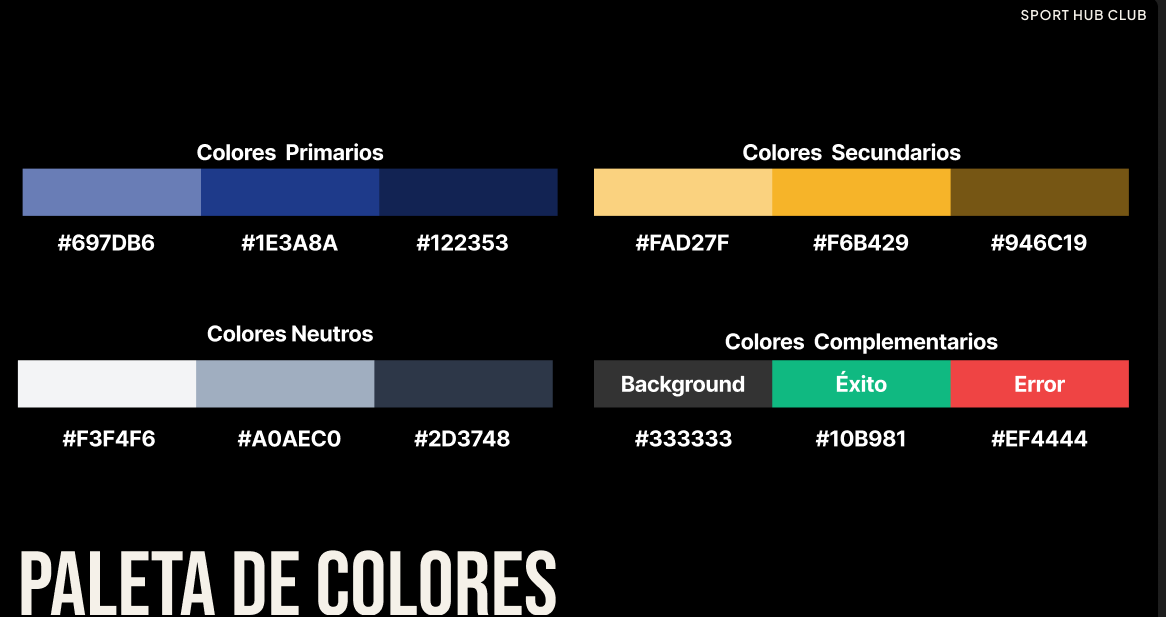 SPORT HUB CLUB
Colores Primarios
#697DB6 #1E3A8A #122353
Colores Secundarios
#FAD27F #F6B429 #946C19
Colores Neutros
#F3F4F6 #A0AEC0 #2D3748
Colores Complementarios
Background Éxito Error
#333333 #10B981 #EF4444
PALETA DE COLORES